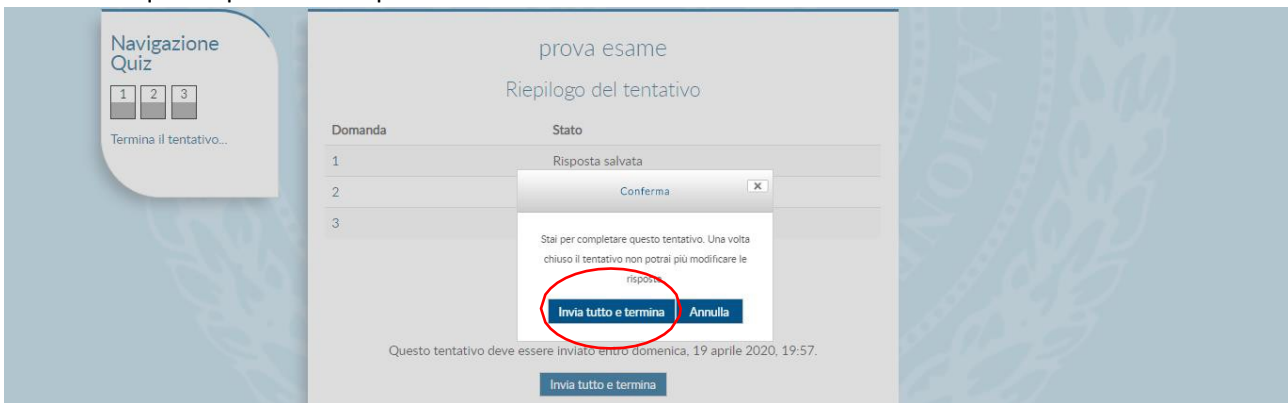 Navigazione
Quiz
1 2 3
Termina il tentativo...
prova esame
Riepilogo del tentativo
Domanda Stato
1 Risposta salvata
2
3
Conferma
x
Stai per completare questo tentativo. Una volta
chiuso il tentativo non potrai più modificare le
risposte
Invia tutto e termina Annulla
Questo tentativo deve essere inviato entro domenica, 19 aprile 2020, 19:57.
Invia tutto e termina
CAZION